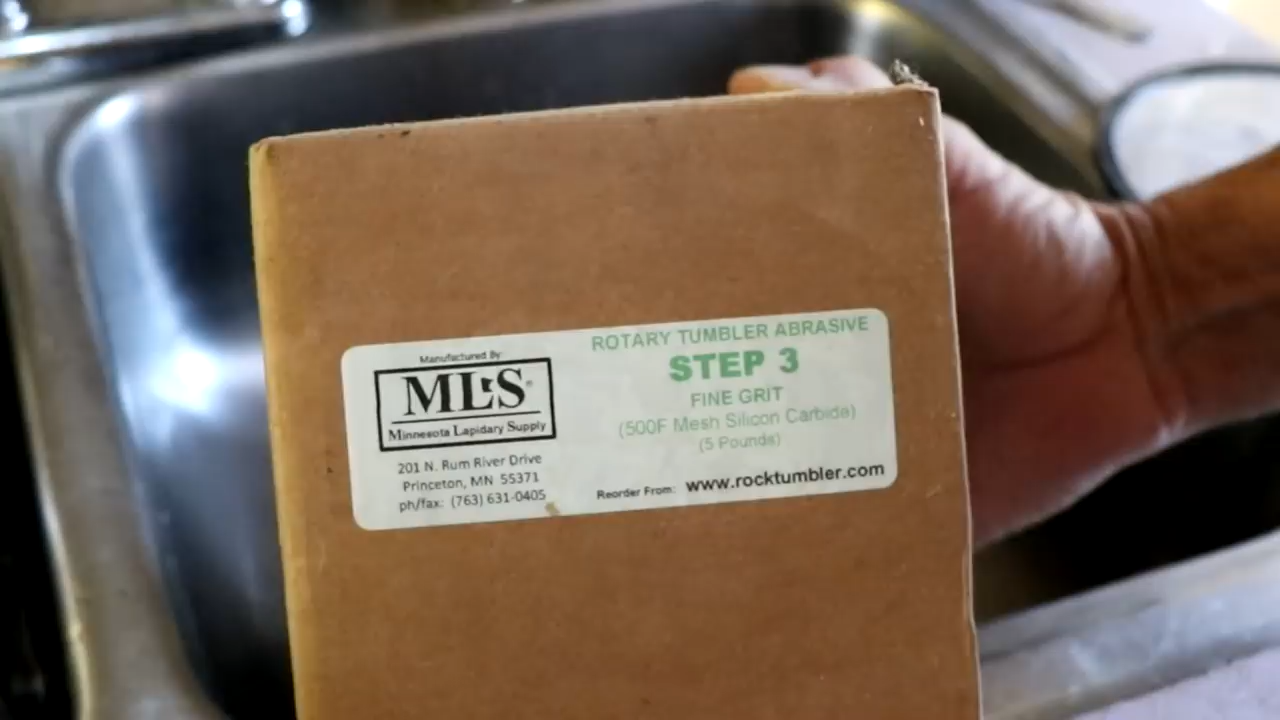 Manufactured By
MLS®
Minnesota Lapidary Supply
201 N. Rum River Drive
Princeton, MN 55371
ph/fax: (763) 631-0405
ROTARY TUMBLER ABRASIVE
STEP 3
FINE GRIT
(500F Mesh Silicon Carbide)
(5 Pounds)
Reorder From: www.rocktumbler.com